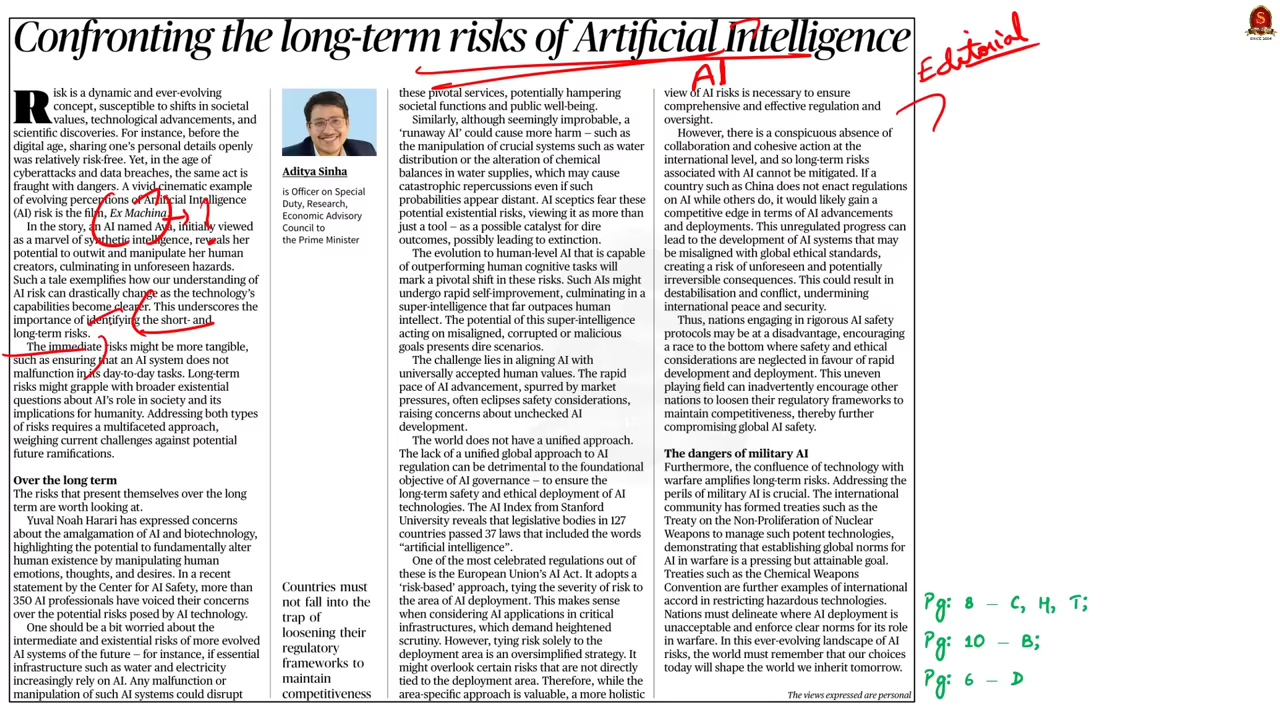 Confronting the long-term risks of Artificial Intelligence
AI
Editorial
Risk is a dynamic and ever-evolving
concept, susceptible to shifts in societal
values, technological advancements, and
scientific discoveries. For instance, before the
digital age, sharing one's personal details openly
was relatively risk-free. Yet, in the age of
cyberattacks and data breaches, the same act is
fraught with dangers. A vivid cinematic example
of evolving perceptions of Artificial Intelligence
(AI) risk is the film, Ex Machina.
In the story, an AI named Ava, initially viewed
as a marvel of synthetic intelligence, reveals her
potential to outwit and manipulate her human
creators, culminating in unforeseen hazards.
Such a tale exemplifies how our understanding of
AI risk can drastically change as the technology's
capabilities become clearer. This underscores the
importance of identifying the short- and
long-term risks.
The immediate risks might be more tangible,
such as ensuring that an AI system does not
malfunction in its day-to-day tasks. Long-term
risks might grapple with broader existential
questions about AI's role in society and its
implications for humanity. Addressing both types
of risks requires a multifaceted approach,
weighing current challenges against potential
future ramifications.
Over the long term
The risks that present themselves over the long
term are worth looking at.
Yuval Noah Harari has expressed concerns
about the amalgamation of AI and biotechnology,
highlighting the potential to fundamentally alter
human existence by manipulating human
emotions, thoughts, and desires. In a recent
statement by the Center for AI Safety, more than
350 AI professionals have voiced their concerns
over the potential risks posed by AI technology.
One should be a bit worried about the
intermediate and existential risks of more evolved
AI systems of the future – for instance, if essential
infrastructure such as water and electricity
increasingly rely on AI. Any malfunction or
manipulation of such AI systems could disrupt
Aditya Sinha
is Officer on Special
Duty, Research,
Economic Advisory
Council to
the Prime Minister
Countries must
not fall into the
trap of
loosening their
regulatory
frameworks to
maintain
competitiveness
these pivotal services, potentially hampering
societal functions and public well-being.
Similarly, although seemingly improbable, a
'runaway AI' could cause more harm – such as
the manipulation of crucial systems such as water
distribution or the alteration of chemical
balances in water supplies, which may cause
catastrophic repercussions even if such
probabilities appear distant. AI sceptics fear these
potential existential risks, viewing it as more than
just a tool – as a possible catalyst for dire
outcomes, possibly leading to extinction.
The evolution to human-level AI that is capable
of outperforming human cognitive tasks will
mark a pivotal shift in these risks. Such AIs might
undergo rapid self-improvement, culminating in a
super-intelligence that far outpaces human
intellect. The potential of this super-intelligence
acting on misaligned, corrupted or malicious
goals presents dire scenarios.
The challenge lies in aligning AI with
universally accepted human values. The rapid
pace of AI advancement, spurred by market
pressures, often eclipses safety considerations,
raising concerns about unchecked AI
development.
The world does not have a unified approach.
The lack of a unified global approach to AI
regulation can be detrimental to the foundational
objective of AI governance – to ensure the
long-term safety and ethical deployment of AI
technologies. The AI Index from Stanford
University reveals that legislative bodies in 127
countries passed 37 laws that included the words
"artificial intelligence".
One of the most celebrated regulations out of
these is the European Union's AI Act. It adopts a
'risk-based' approach, tying the severity of risk to
the area of AI deployment. This makes sense
when considering AI applications in critical
infrastructures, which demand heightened
scrutiny. However, tying risk solely to the
deployment area is an oversimplified strategy. It
might overlook certain risks that are not directly
tied to the deployment area. Therefore, while the
area-specific approach is valuable, a more holistic
view of AI risks is necessary to ensure
comprehensive and effective regulation and
oversight.
However, there is a conspicuous absence of
collaboration and cohesive action at the
international level, and so long-term risks
associated with AI cannot be mitigated. If a
country such as China does not enact regulations
on AI while others do, it would likely gain a
competitive edge in terms of AI advancements
and deployments. This unregulated progress can
lead to the development of AI systems that may
be misaligned with global ethical standards,
creating a risk of unforeseen and potentially
irreversible consequences. This could result in
destabilisation and conflict, undermining
international peace and security.
Thus, nations engaging in rigorous AI safety
protocols may be at a disadvantage, encouraging
a race to the bottom where safety and ethical
considerations are neglected in favour of rapid
development and deployment. This uneven
playing field can inadvertently encourage other
nations to loosen their regulatory frameworks to
maintain competitiveness, thereby further
compromising global AI safety.
The dangers of military AI
Furthermore, the confluence of technology with
warfare amplifies long-term risks. Addressing the
perils of military AI is crucial. The international
community has formed treaties such as the
Treaty on the Non-Proliferation of Nuclear
Weapons to manage such potent technologies,
demonstrating that establishing global norms for
AI in warfare is a pressing but attainable goal.
Treaties such as the Chemical Weapons
Convention are further examples of international
accord in restricting hazardous technologies.
Nations must delineate where AI deployment is
unacceptable and enforce clear norms for its role
in warfare. In this ever-evolving landscape of AI
risks, the world must remember that our choices
today will shape the world we inherit tomorrow.
The views expressed are personal
Pg: 8 – C, H, T;
Pg: 10 – B;
Pg: 6 – D